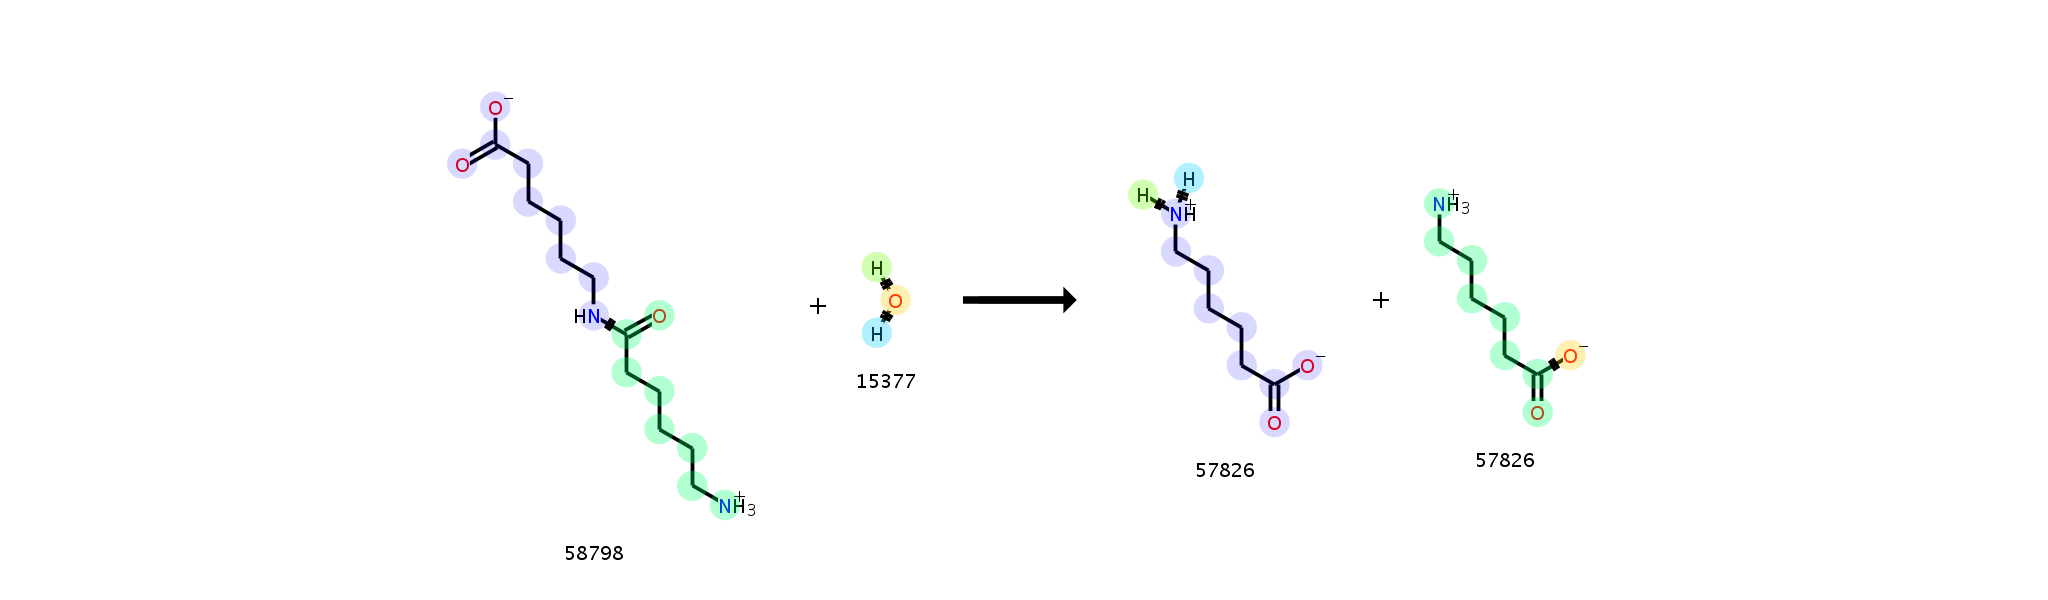 O−
O
HN
O
NH3+
58798
+
H
O
H
15377
H
H
NH+
O−
O
57826
+
NH3+
O−
O
57826